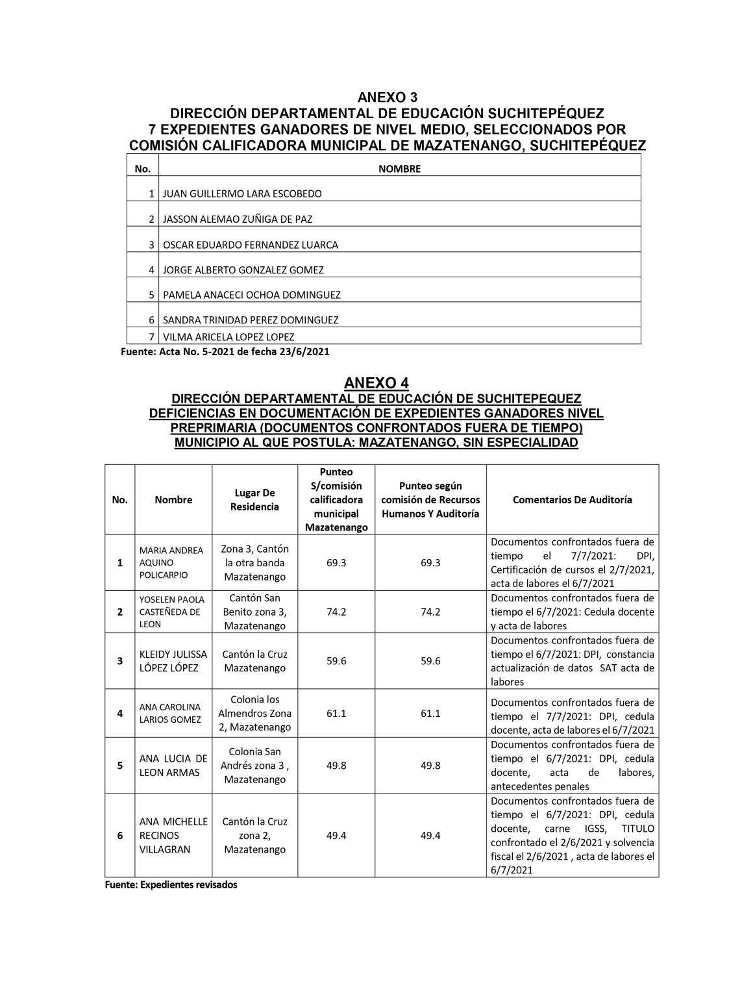 ANEXO 3
DIRECCIÓN DEPARTAMENTAL DE EDUCACIÓN SUCHITEPÉQUEZ
7 EXPEDIENTES GANADORES DE NIVEL MEDIO, SELECCIONADOS POR
COMISIÓN CALIFICADORA MUNICIPAL DE MAZATENANGO, SUCHITEPÉQUEZ
No. NOMBRE
1 JUAN GUILLERMO LARA ESCOBEDO
2 JASSON ALEMAO ZUÑIGA DE PAZ
3 OSCAR EDUARDO FERNANDEZ LUARCA
4 JORGE ALBERTO GONZALEZ GOMEZ
5 PAMELA ANACECI OCHOA DOMINGUEZ
6 SANDRA TRINIDAD PEREZ DOMINGUEZ
7 VILMA ARICELA LOPEZ LOPEZ
Fuente: Acta No. 5-2021 de fecha 23/6/2021
ANEXO 4
DIRECCIÓN DEPARTAMENTAL DE EDUCACIÓN DE SUCHITEPEQUEZ
DEFICIENCIAS EN DOCUMENTACIÓN DE EXPEDIENTES GANADORES NIVEL
PREPRIMARIA (DOCUMENTOS CONFRONTADOS FUERA DE TIEMPO)
MUNICIPIO AL QUE POSTULA: MAZATENANGO, SIN ESPECIALIDAD
No.
Nombre
Lugar De
Residencia
Punteo
S/comisión
calificadora
municipal
Mazatenango
Punteo según
comisión de Recursos
Humanos Y Auditoría
Comentarios De Auditoría
1
MARIA ANDREA
AQUINO
POLICARPIO
Zona 3, Cantón
la otra banda
Mazatenango
69.3
69.3
Documentos confrontados fuera de
tiempo el 7/7/2021: DPI,
Certificación de cursos el 2/7/2021,
acta de labores el 6/7/2021
2
YOSELEN PAOLA
CASTEÑEDA DE
LEON
Cantón San
Benito zona 3,
Mazatenango
74.2
74.2
Documentos confrontados fuera de
tiempo el 6/7/2021: Cedula docente
y acta de labores
3
KLEIDY JULISSA
LÓPEZ LÓPEZ
Cantón la Cruz
Mazatenango
59.6
59.6
Documentos confrontados fuera de
tiempo el 6/7/2021: DPI, constancia
actualización de datos SAT acta de
labores
4
ANA CAROLINA
LARIOS GOMEZ
Colonia los
Almendros Zona
2, Mazatenango
61.1
61.1
Documentos confrontados fuera de
tiempo el 7/7/2021: DPI, cedula
docente, acta de labores el 6/7/2021
5
ANA LUCIA DE
LEON ARMAS
Colonia San
Andrés zona 3 ,
Mazatenango
49.8
49.8
Documentos confrontados fuera de
tiempo el 6/7/2021: DPI, cedula
docente, acta de labores,
antecedentes penales
6
ANA MICHELLE
RECINOS
VILLAGRAN
Cantón la Cruz
zona 2,
Mazatenango
49.4
49.4
Documentos confrontados fuera de
tiempo el 6/7/2021: DPI, cedula
docente, carne IGSS, TITULO
confrontado el 2/6/2021 y solvencia
fiscal el 2/6/2021 , acta de labores el
6/7/2021
Fuente: Expedientes revisados